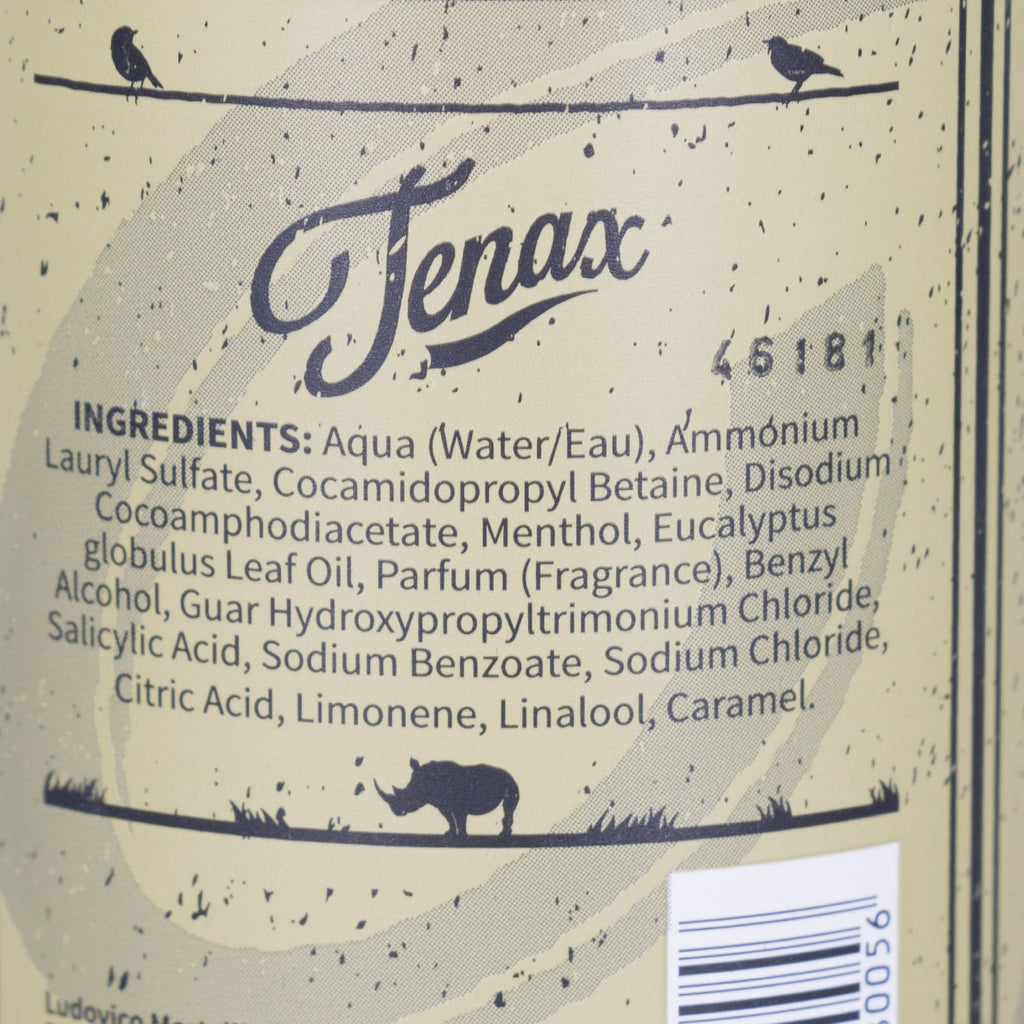 Tenax
46181
INGREDIENTS: Aqua (Water/Eau), Ammonium
Lauryl Sulfate, Cocamidopropyl Betaine, Disodium
Cocoamphodiacetate, Menthol, Eucalyptus
globulus Leaf Oil, Parfum (Fragrance), Benzyl
Alcohol, Guar Hydroxypropyltrimonium Chloride,
Salicylic Acid, Sodium Benzoate, Sodium Chloride,
Citric Acid, Limonene, Linalool, Caramel.
0056
Ludovico